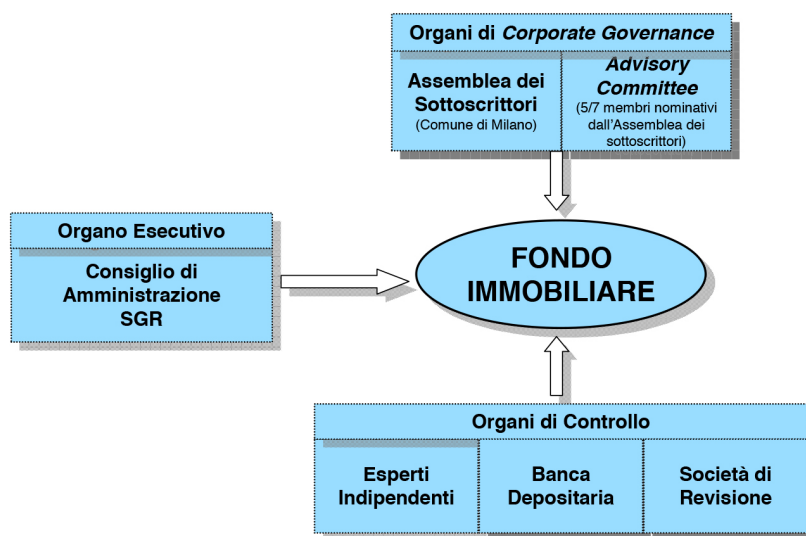 Organi di Corporate Governance
Assemblea dei
Sottoscrittori
(Comune di Milano)
Advisory
Committee
(5/7 membri nominativi
dall'Assemblea dei
sottoscrittori)
Organo Esecutivo
Consiglio di
Amministrazione
SGR
FONDO
IMMOBILIARE
Organi di Controllo
Esperti
Indipendenti
Banca
Depositaria
Società di
Revisione